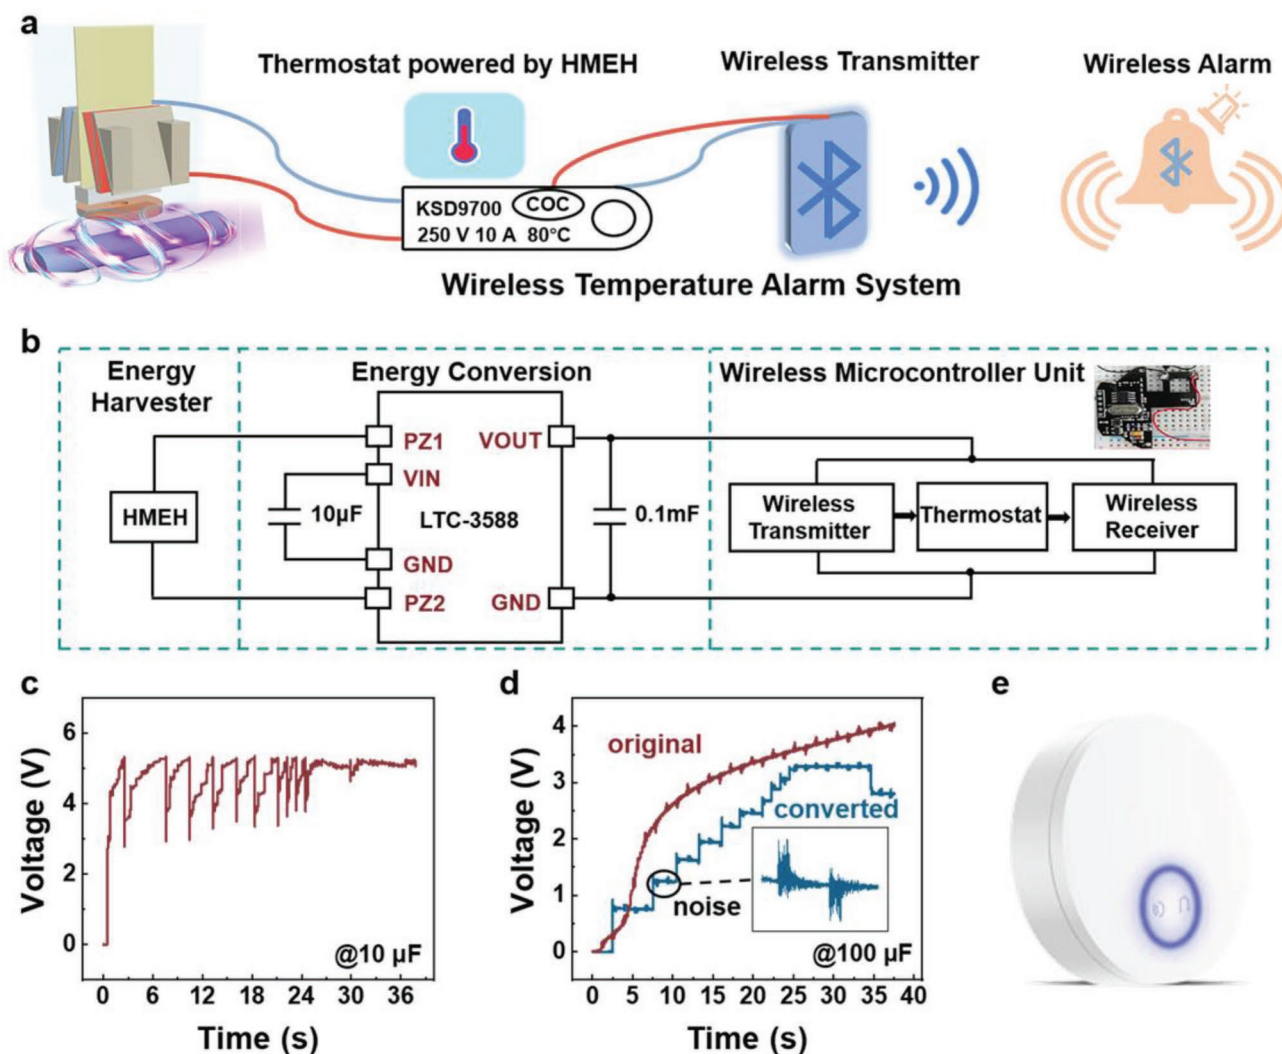 a
Thermostat powered by HMEH
Wireless Transmitter
Wireless Alarm
KSD9700
COC
250 V 10 A 80°C
Wireless Temperature Alarm System
b
Energy
Harvester
Energy Conversion
Wireless Microcontroller Unit
PZ1
VOUT
VIN
HMEH
10µF
LTC-3588
0.1mF
GND
PZ2
GND
Wireless
Transmitter
Thermostat
Wireless
Receiver
c
Voltage (V)
6
4
2
0
@10 µF
0 6 12 18 24 30 36
Time (s)
d
Voltage (V)
4
3
2
1
0
original
converted
noise
@100 µF
0 5 10 15 20 25 30 35 40
Time (s)
e